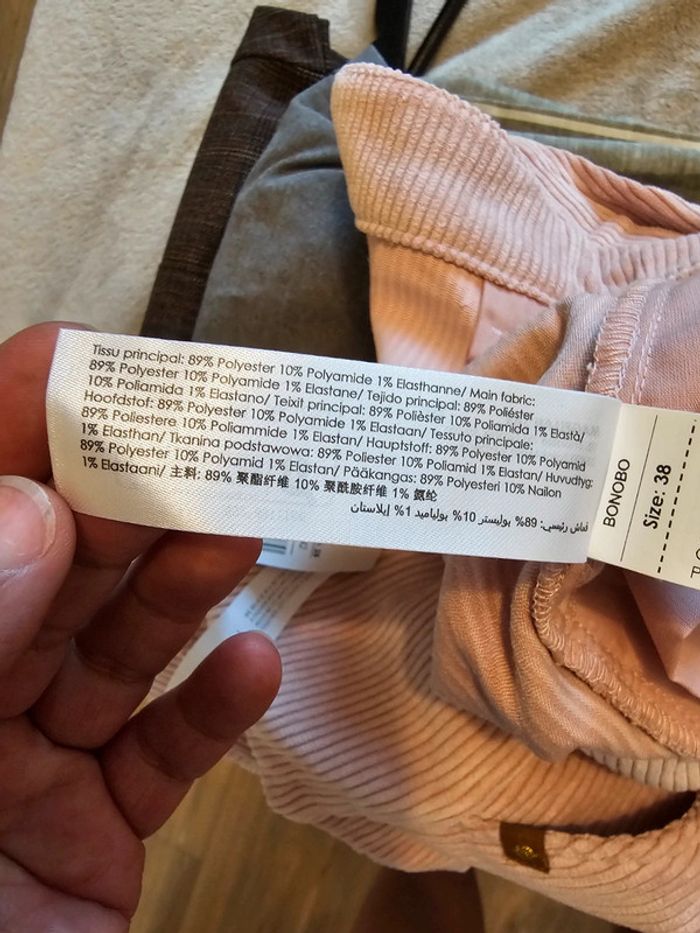 Tissu principal: 89% Polyester 10% Polyamide 1% Elasthanne/ Main fabric:
89% Polyester 10% Polyamide 1% Elastane/ Tejido principal: 89% Poliéster
10% Poliamida 1% Elastano/ Teixit principal: 89% Polièster 10% Poliamida 1% Elastà/
Hoofdstof: 89% Polyester 10% Polyamide 1% Elastaan/ Tessuto principale:
89% Poliestere 10% Poliammide 1% Elastan/ Hauptstoff: 89% Polyester 10% Polyamid
1% Elasthan/ Tkanina podstawowa: 89% Poliester 10% Poliamid 1% Elastan/ Huvudtyg:
89% Polyester 10% Polyamid 1% Elastan/ Pääkangas: 89% Polyesteri 10% Nailon
1% Elastaani/ 主料: 89% 聚酯纤维 10% 聚酰胺纤维 1% 氨纶
قماش رئيسي: 89% بوليستر 10% بولياميد 1% إيلاستان
BONOBO
Size: 38